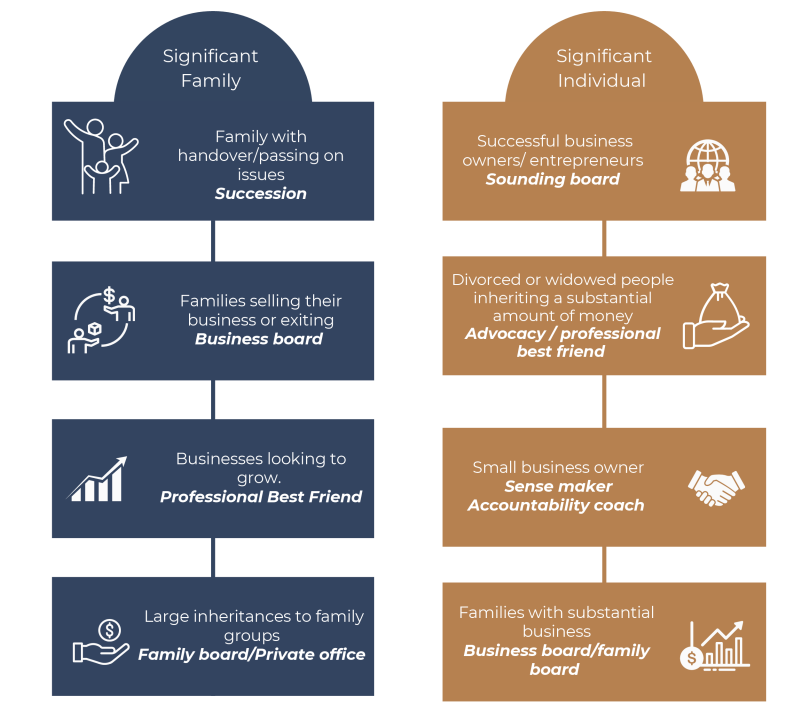 Significant
Family
Family with
handover/passing on
issues
Succession
Families selling their
business or exiting
Business board
Businesses looking to
grow.
Professional Best Friend
$
$
Large inheritances to family
groups
Family board/Private office
Significant
Individual
Successful business
owners/ entrepreneurs
Sounding board
Divorced or widowed people
inheriting a substantial
amount of money
Advocacy / professional
best friend
Small business owner
Sense maker
Accountability coach
Families with substantial
business
Business board/family
board
$